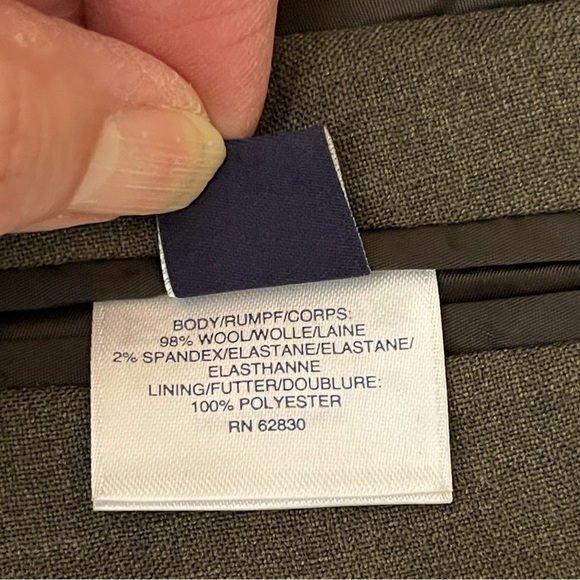 BODY/RUMPF/CORPS:
98% WOOL/WOLLE/LAINE
2% SPANDEX/ELASTANE/ELASTANE/
ELASTHANNE
LINING/FUTTER/DOUBLURE:
100% POLYESTER
RN 62830